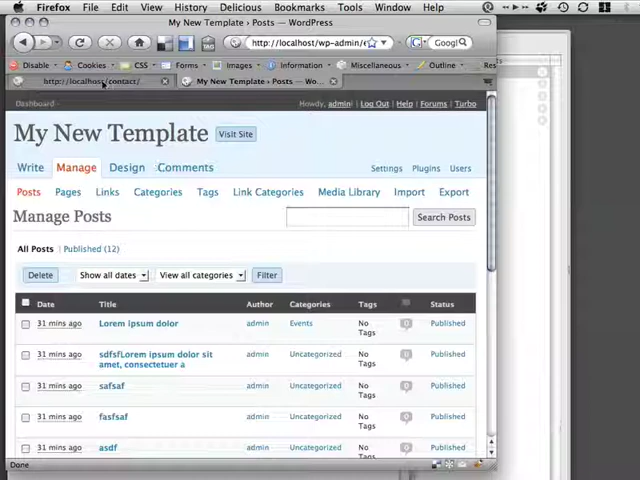 Firefox File Edit View History Delicious Bookmarks Tools Window Help
My New Template › Posts — WordPress
http://localhost/wp-admin/e Googl
Disable Cookies CSS Forms Images Information Miscellaneous Outline
http://localhost/contact/ My New Template › Posts — Wo...
Dashboard Howdy, admin! Log Out | Help | Forums | Turbo
My New Template Visit Site
Write Manage Design Comments Settings Plugins Users
Posts Pages Links Categories Tags Link Categories Media Library Import Export
Manage Posts Search Posts
All Posts | Published (12)
Delete Show all dates View all categories Filter
Date Title Author Categories Tags Status
31 mins ago Lorem ipsum dolor admin Events No Tags 0 Published
31 mins ago sdfsfLorem ipsum dolor sit amet, consectetuer a admin Uncategorized No Tags 0 Published
31 mins ago safsaf admin Uncategorized No Tags 0 Published
31 mins ago fasfsaf admin Uncategorized No Tags 0 Published
31 mins ago asdf admin Uncategorized No Published
Done